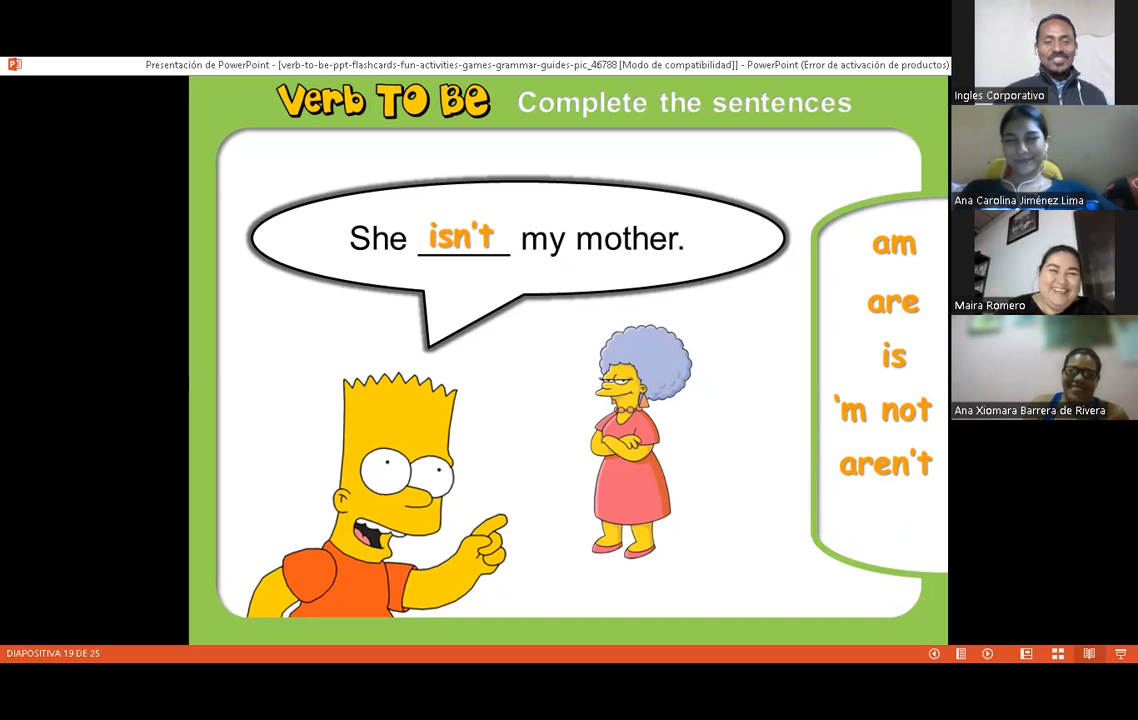 Presentación de PowerPoint - [verb-to-be-ppt-flashcards-fun-activities-games-grammar-guides-pic_46788 [Modo de compatibilidad]] - PowerPoint (Error de activación de productos)
Verb TO BE Complete the sentences
She isn't my mother.
am
are
is
'm not
aren't
Ingles Corporativo
Ana Carolina Jiménez Lima
Maira Romero
Ana Xiomara Barrera de Rivera
DIAPOSITIVA 19 DE 25